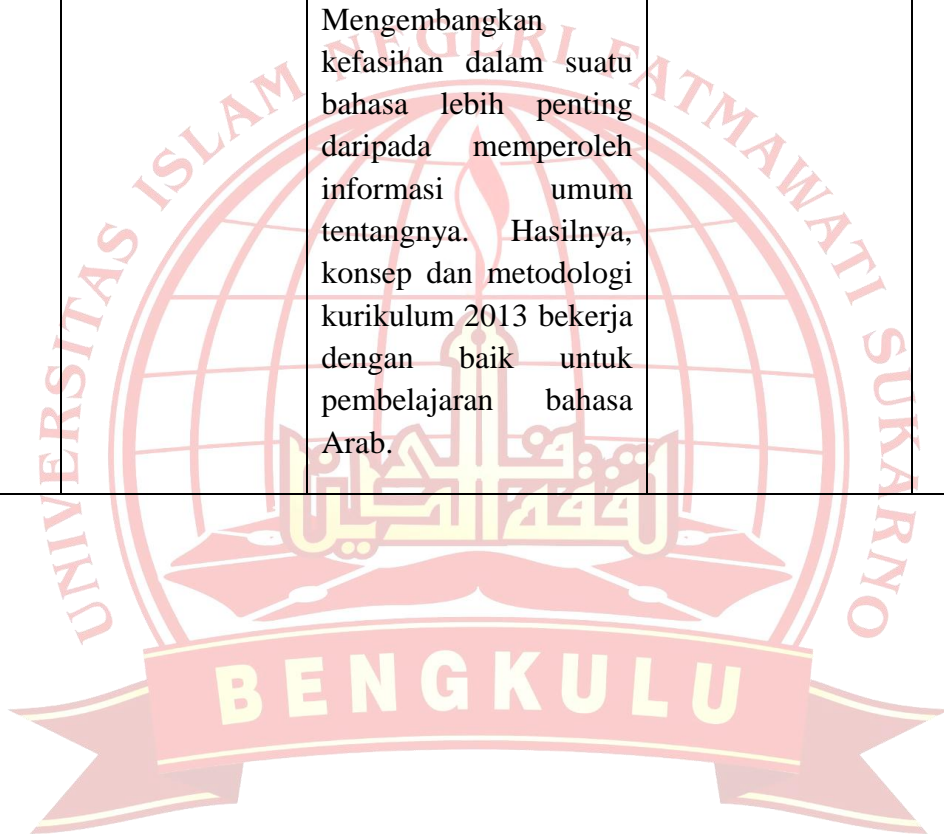 Mengembangkan
kefasihan dalam suatu
bahasa lebih penting
daripada memperoleh
informasi umum
tentangnya. Hasilnya,
konsep dan metodologi
kurikulum 2013 bekerja
dengan baik untuk
pembelajaran bahasa
Arab.
UNIVERSITAS ISLAM NEGERI FATMAWATI SUKARNO
BENGKULU